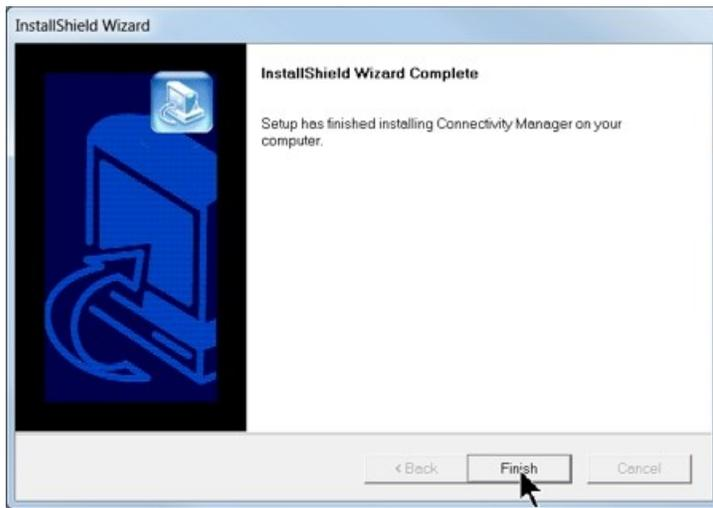 InstallShield Wizard
InstallShield Wizard Complete
Setup has finished installing Connectivity Manager on your
computer.
< Back
Finish
Cancel